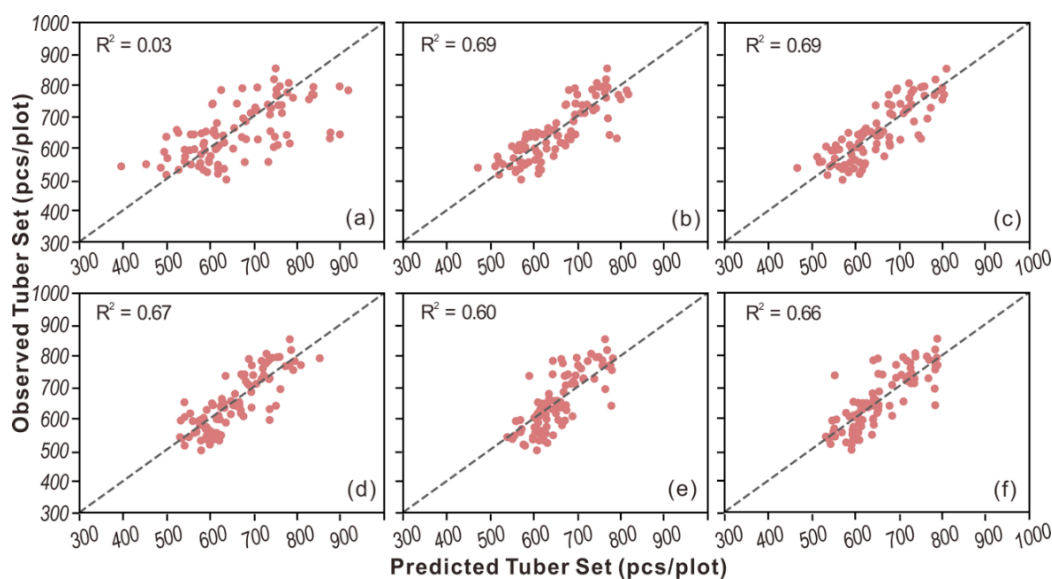 Observed Tuber Set (pcs/plot)
1000
900
800
700
600
500
400
300
R² = 0.03
(a)
300 400 500 600 700 800 900
R² = 0.69
(b)
300 400 500 600 700 800 900
R² = 0.69
(c)
300 400 500 600 700 800 900 1000
1000
900
800
700
600
500
400
300
R² = 0.67
(d)
300 400 500 600 700 800 900
R² = 0.60
(e)
300 400 500 600 700 800 900
R² = 0.66
(f)
300 400 500 600 700 800 900 1000
Predicted Tuber Set (pcs/plot)